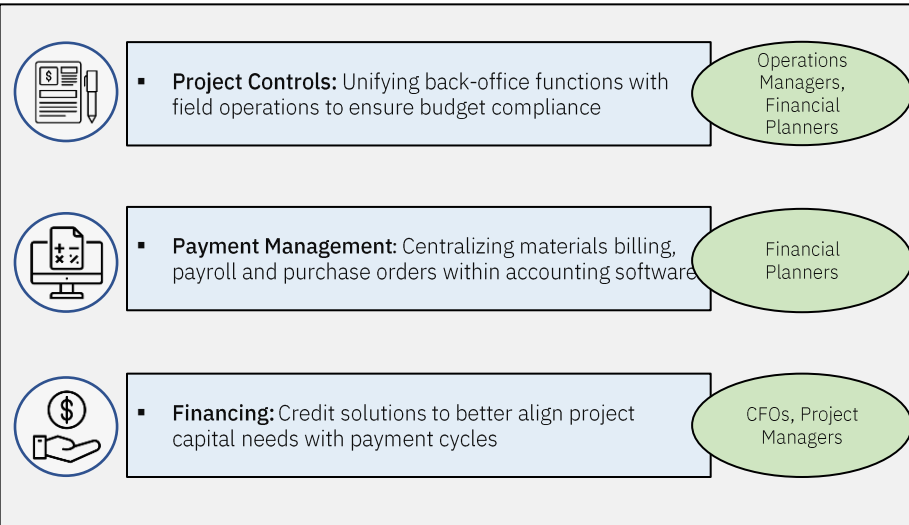 ▪ Project Controls: Unifying back-office functions with
field operations to ensure budget compliance
Operations
Managers,
Financial
Planners
▪ Payment Management: Centralizing materials billing,
payroll and purchase orders within accounting software
Financial
Planners
▪ Financing: Credit solutions to better align project
capital needs with payment cycles
CFOs, Project
Managers